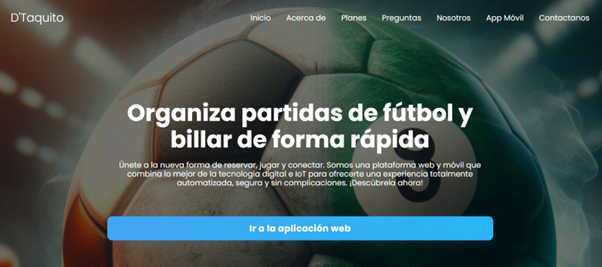 D'Taquito
Inicio Acerca de Planes Preguntas Nosotros App Móvil Contactanos
Organiza partidas de fútbol y
billar de forma rápida
Únete a la nueva forma de reservar, jugar y conectar. Somos una plataforma web y móvil que
combina lo mejor de la tecnología digital e IoT para ofrecerte una experiencia totalmente
automatizada, segura y sin complicaciones. ¡Descúbrela ahora!
Ir a la aplicación web